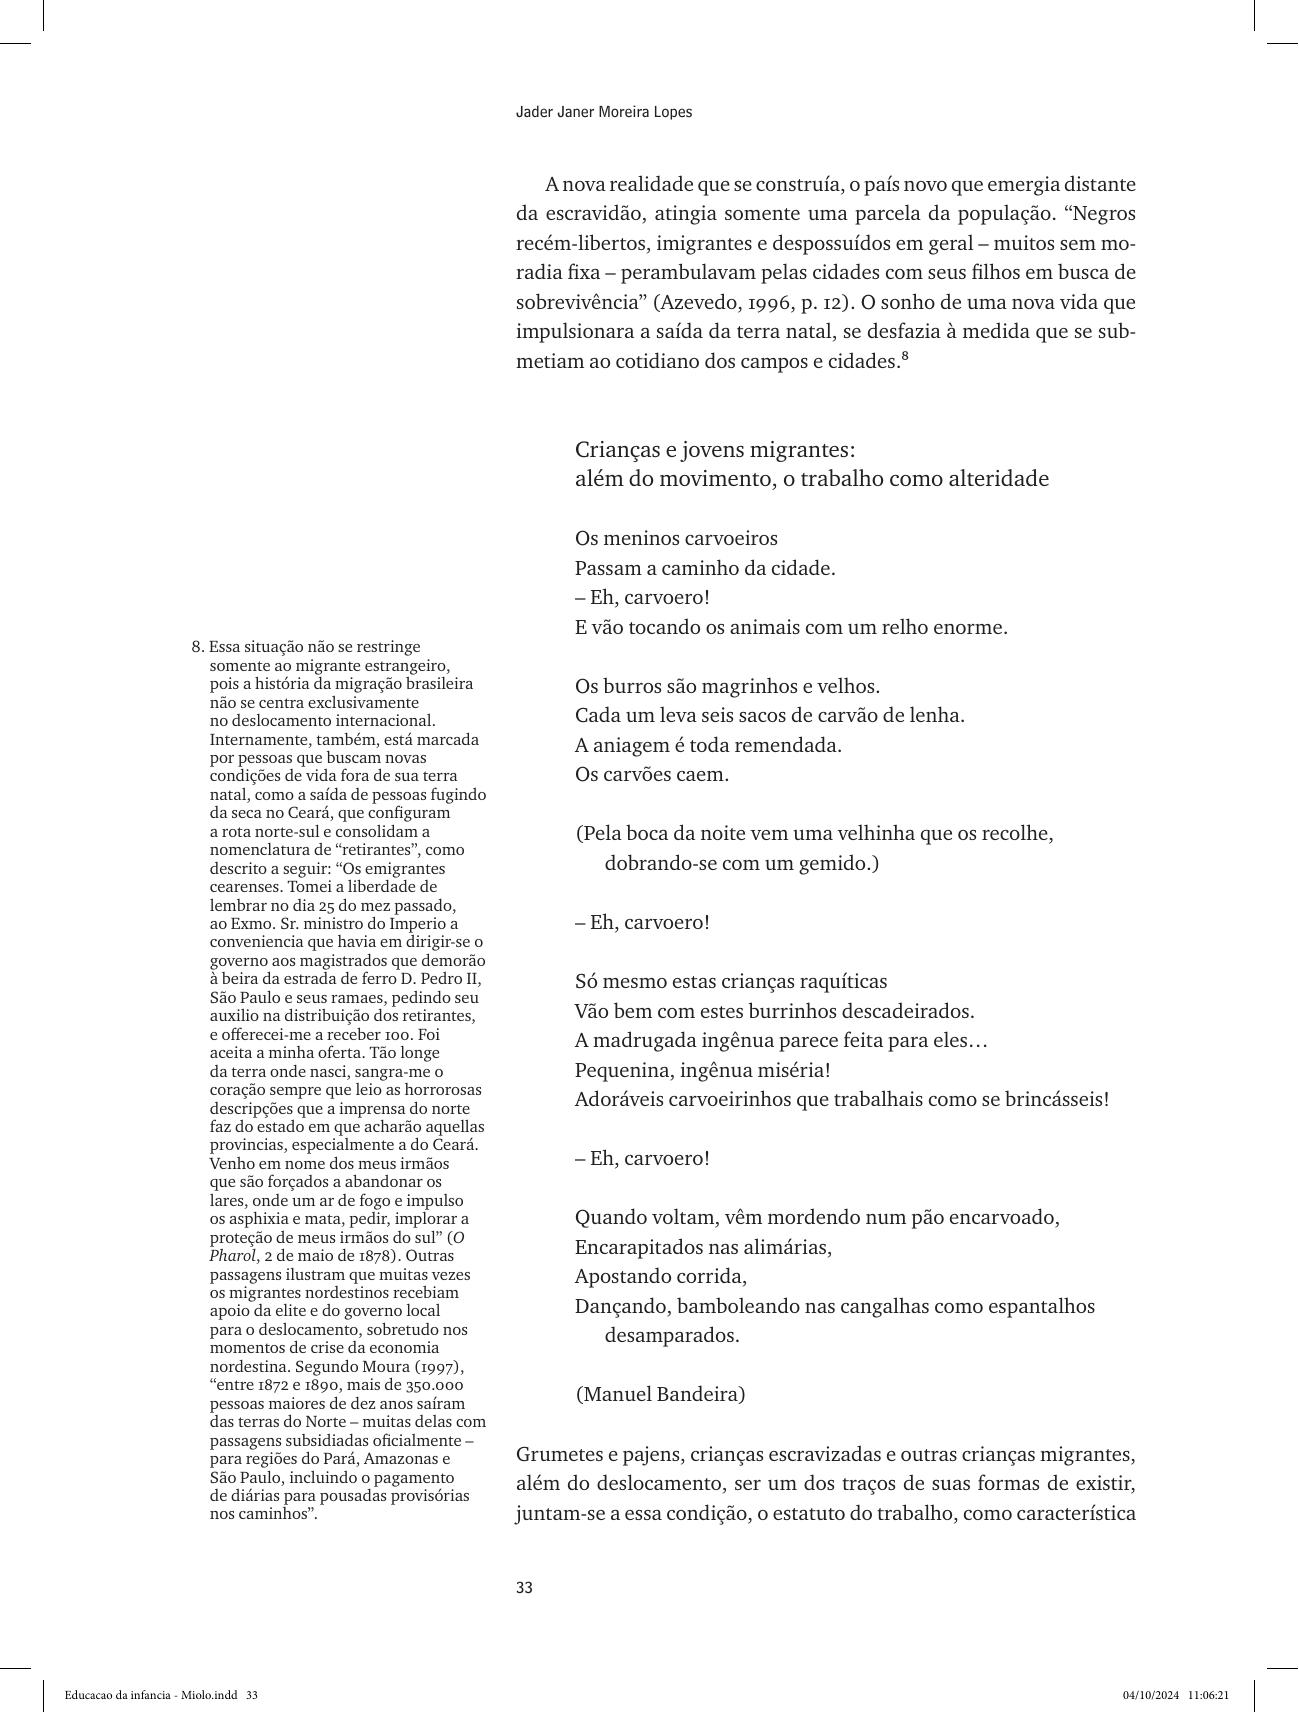 Jader Janer Moreira Lopes
A nova realidade que se construía, o país novo que emergia distante
da escravidão, atingia somente uma parcela da população. “Negros
recém-libertos, imigrantes e despossuídos em geral – muitos sem mo-
radia fixa – perambulavam pelas cidades com seus filhos em busca de
sobrevivência” (Azevedo, 1996, p. 12). O sonho de uma nova vida que
impulsionara a saída da terra natal, se desfazia à medida que se sub-
metiam ao cotidiano dos campos e cidades.⁸
Crianças e jovens migrantes:
além do movimento, o trabalho como alteridade
Os meninos carvoeiros
Passam a caminho da cidade.
– Eh, carvoero!
E vão tocando os animais com um relho enorme.
Os burros são magrinhos e velhos.
Cada um leva seis sacos de carvão de lenha.
A aniagem é toda remendada.
Os carvões caem.
(Pela boca da noite vem uma velhinha que os recolhe,
dobrando-se com um gemido.)
– Eh, carvoero!
Só mesmo estas crianças raquíticas
Vão bem com estes burrinhos descadeirados.
A madrugada ingênua parece feita para eles…
Pequenina, ingênua miséria!
Adoráveis carvoeirinhos que trabalhais como se brincásseis!
– Eh, carvoero!
Quando voltam, vêm mordendo num pão encarvoado,
Encarapitados nas alimárias,
Apostando corrida,
Dançando, bamboleando nas cangalhas como espantalhos
desamparados.
(Manuel Bandeira)
Grumetes e pajens, crianças escravizadas e outras crianças migrantes,
além do deslocamento, ser um dos traços de suas formas de existir,
juntam-se a essa condição, o estatuto do trabalho, como característica
8. Essa situação não se restringe
somente ao migrante estrangeiro,
pois a história da migração brasileira
não se centra exclusivamente
no deslocamento internacional.
Internamente, também, está marcada
por pessoas que buscam novas
condições de vida fora de sua terra
natal, como a saída de pessoas fugindo
da seca no Ceará, que configuram
a rota norte-sul e consolidam a
nomenclatura de “retirantes”, como
descrito a seguir: “Os emigrantes
cearenses. Tomei a liberdade de
lembrar no dia 25 do mez passado,
ao Exmo. Sr. ministro do Imperio a
conveniencia que havia em dirigir-se o
governo aos magistrados que demorão
à beira da estrada de ferro D. Pedro II,
São Paulo e seus ramaes, pedindo seu
auxilio na distribuição dos retirantes,
e offerecei-me a receber 100. Foi
aceita a minha oferta. Tão longe
da terra onde nasci, sangra-me o
coração sempre que leio as horrorosas
descripções que a imprensa do norte
faz do estado em que acharão aquellas
provincias, especialmente a do Ceará.
Venho em nome dos meus irmãos
que são forçados a abandonar os
lares, onde um ar de fogo e impulso
os asphixia e mata, pedir, implorar a
proteção de meus irmãos do sul” (O
Pharol, 2 de maio de 1878). Outras
passagens ilustram que muitas vezes
os migrantes nordestinos recebiam
apoio da elite e do governo local
para o deslocamento, sobretudo nos
momentos de crise da economia
nordestina. Segundo Moura (1997),
“entre 1872 e 1890, mais de 350.000
pessoas maiores de dez anos saíram
das terras do Norte – muitas delas com
passagens subsidiadas oficialmente –
para regiões do Pará, Amazonas e
São Paulo, incluindo o pagamento
de diárias para pousadas provisórias
nos caminhos”.
33
Educacao da infancia - Miolo.indd 33
04/10/2024 11:06:21